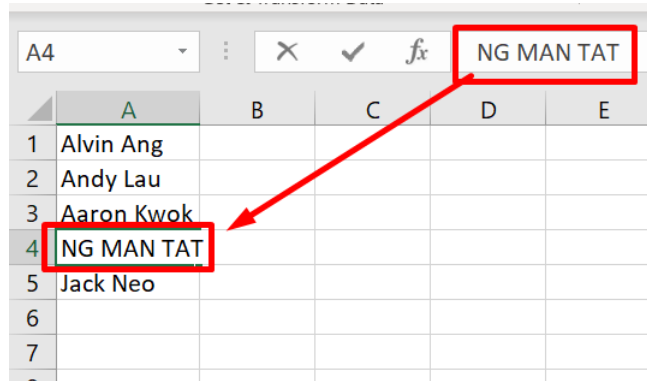 A4 fx NG MAN TAT
A B C D E
1 Alvin Ang
2 Andy Lau
3 Aaron Kwok
4 NG MAN TAT
5 Jack Neo
6
7